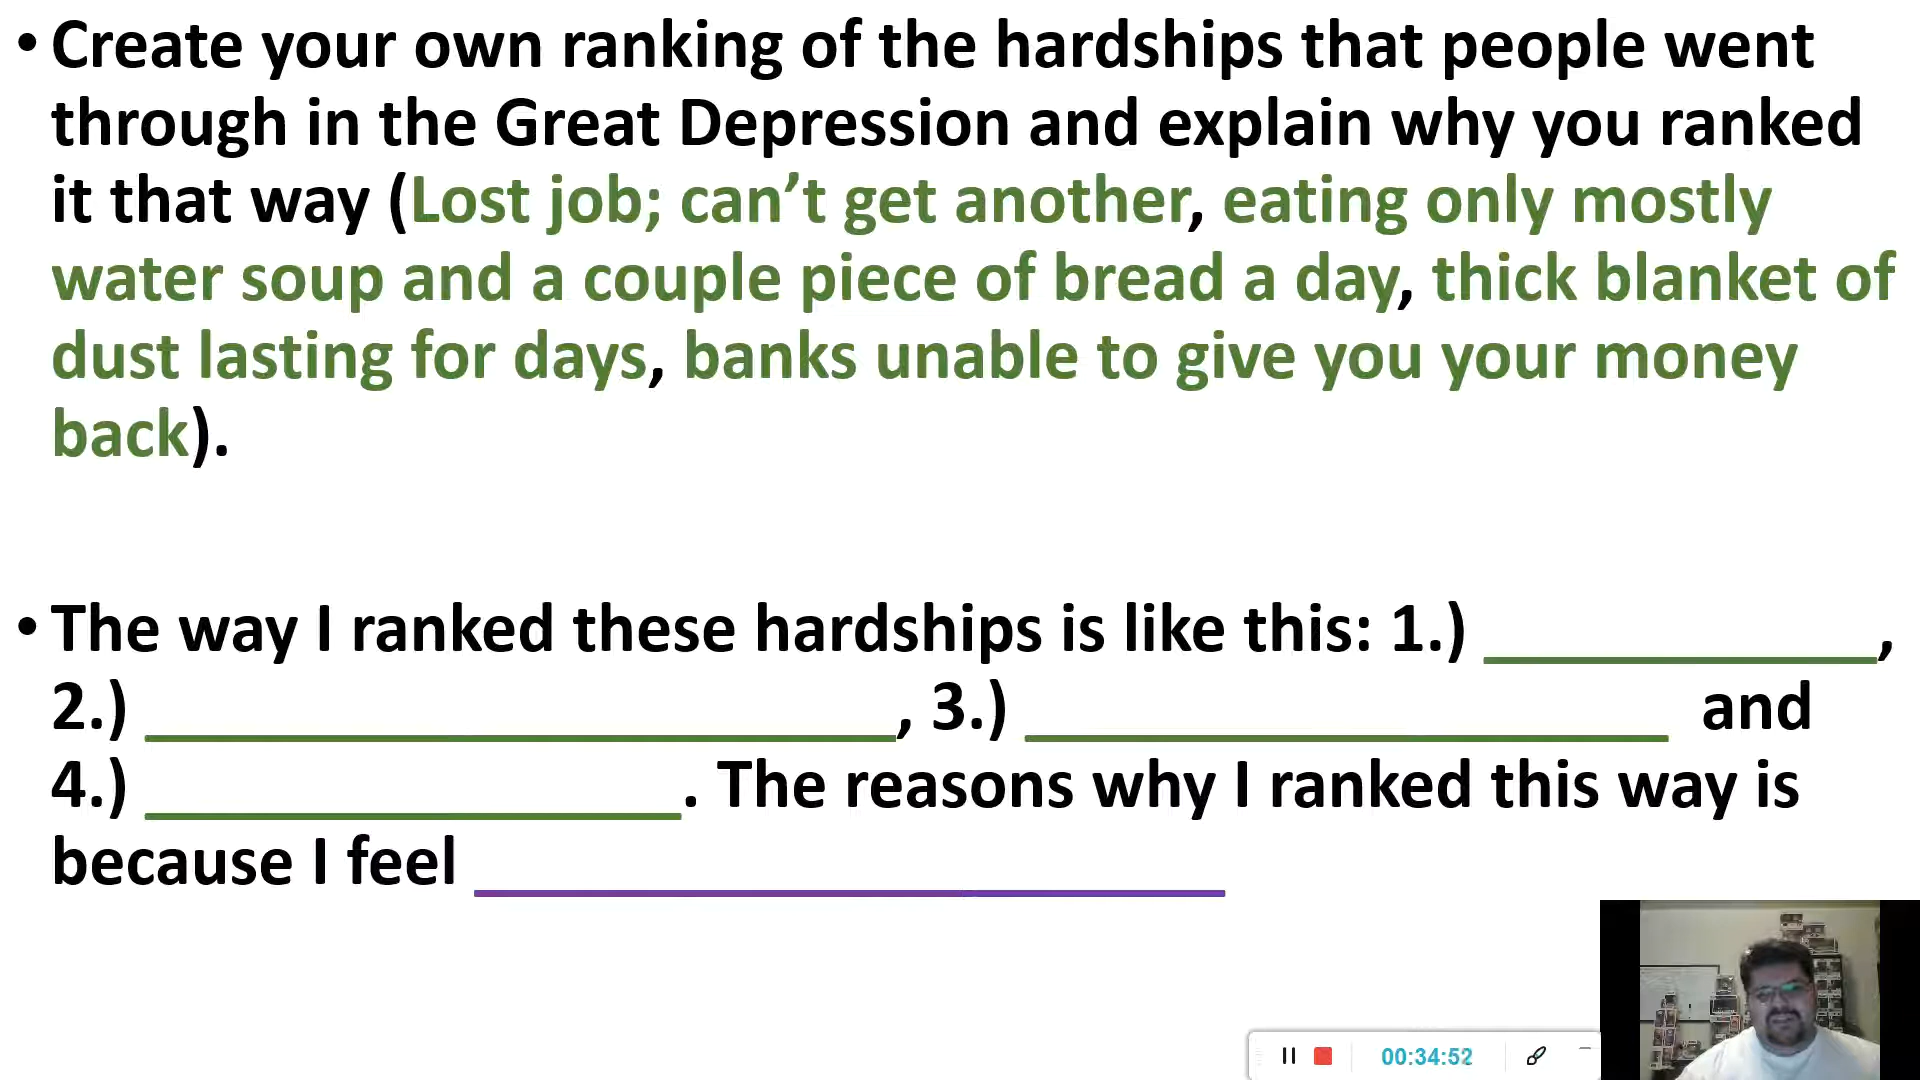 • Create your own ranking of the hardships that people went
through in the Great Depression and explain why you ranked
it that way (Lost job; can’t get another, eating only mostly
water soup and a couple piece of bread a day, thick blanket of
dust lasting for days, banks unable to give you your money
back).
• The way I ranked these hardships is like this: 1.) ____________,
2.) _______________________, 3.) ____________________ and
4.) ________________. The reasons why I ranked this way is
because I feel _______________________
00:34:52